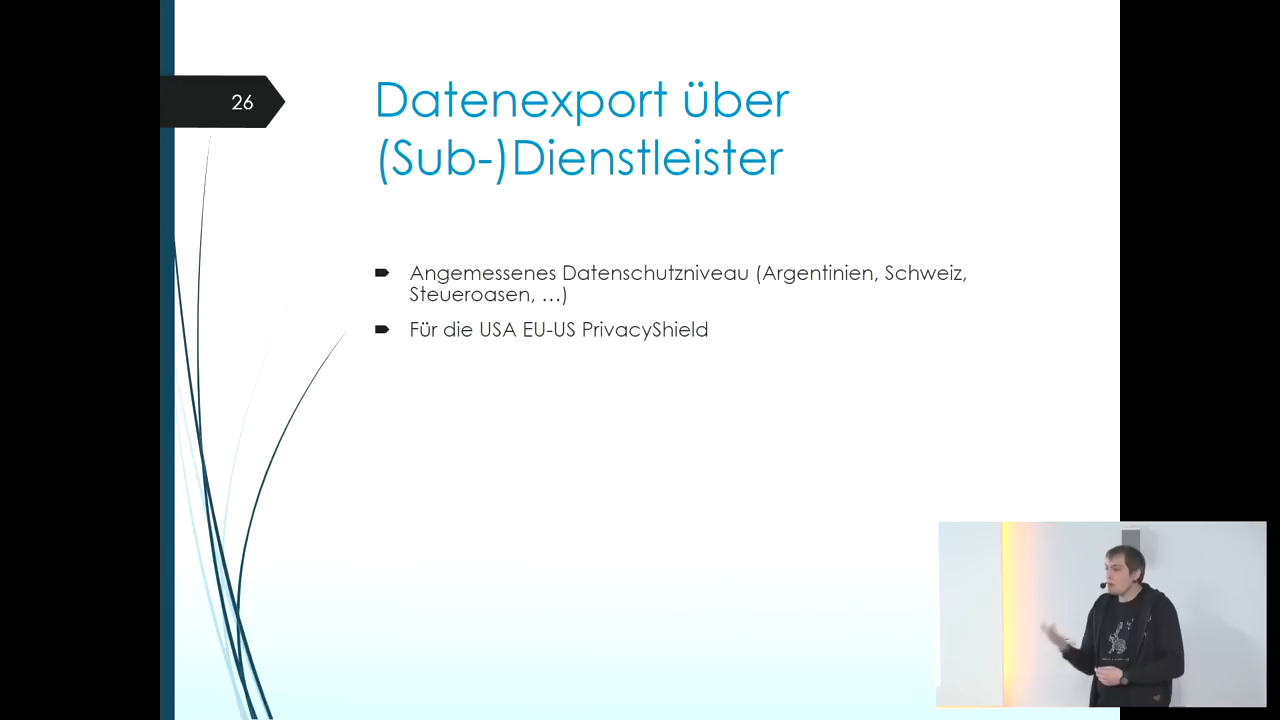 26
Datenexport über
(Sub-)Dienstleister
Angemessenes Datenschutzniveau (Argentinien, Schweiz,
Steueroasen, …)
Für die USA EU-US PrivacyShield